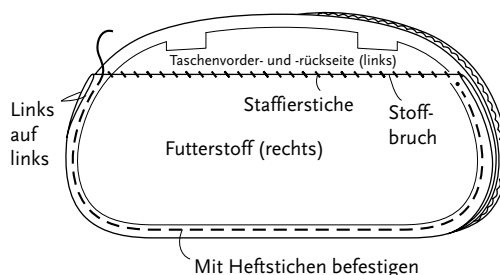 Taschenvorder- und -rückseite (links)
Staffierstiche
Stoff-
bruch
Links
auf
links
Futterstoff (rechts)
Mit Heftstichen befestigen